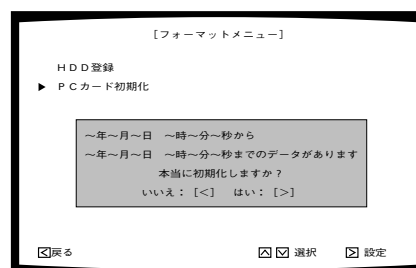 ［フォーマットメニュー］
ＨＤＤ登録
▶ ＰＣカード初期化
～年～月～日　～時～分～秒から
～年～月～日　～時～分～秒までのデータがあります
本当に初期化しますか？
いいえ：［<］　はい：［>］
<戻る　∧ ∨ 選択　> 設定